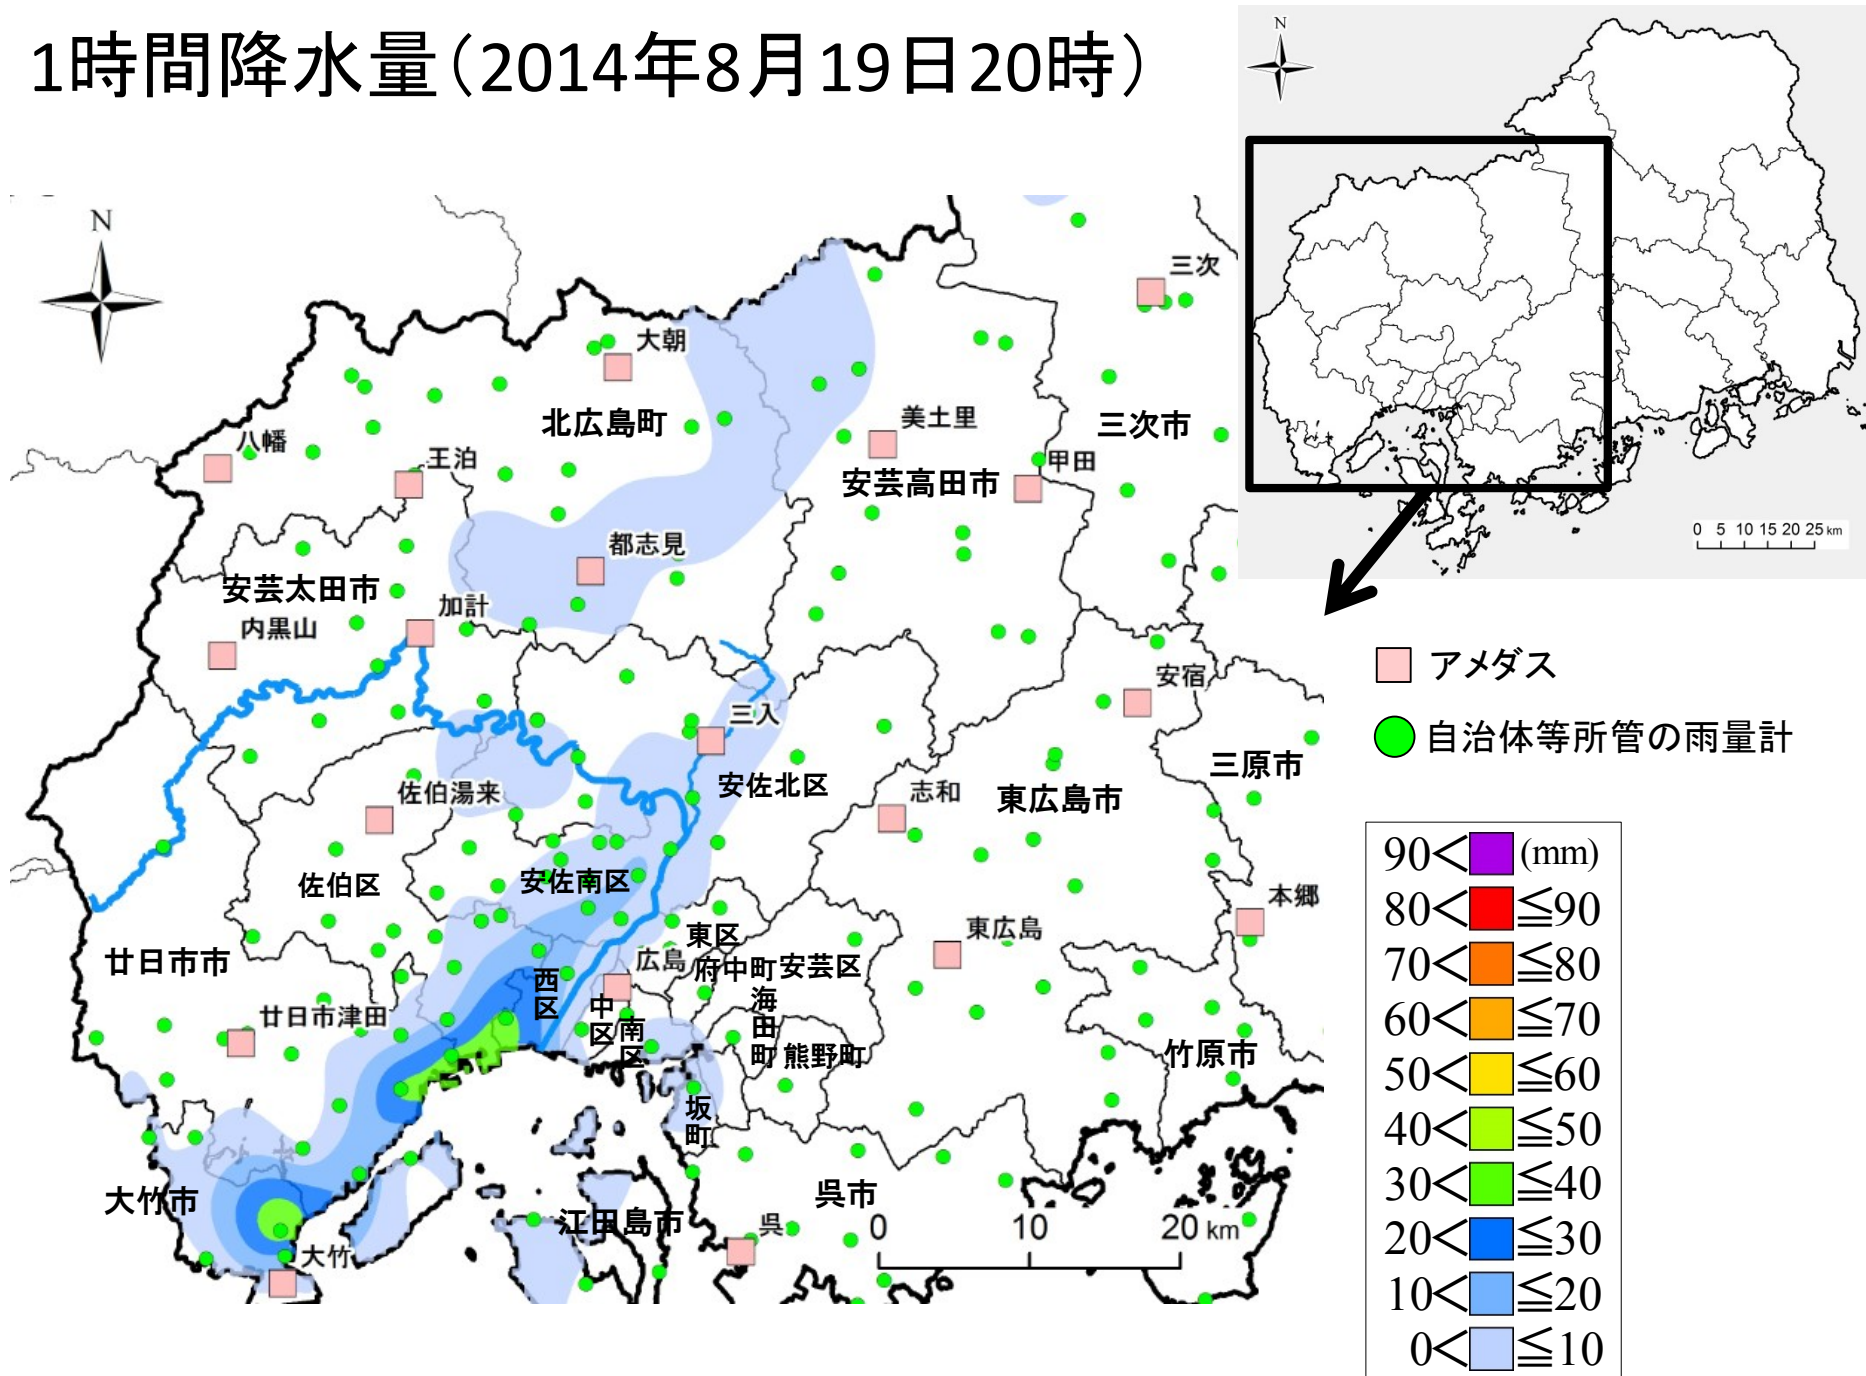 1時間降水量（2014年8月19日20時）
N
N
0 5 10 15 20 25 km
三次
大朝
北広島町
美土里
三次市
八幡
王泊
甲田
安芸高田市
都志見
安芸太田市
加計
内黒山
安宿
三入
三原市
佐伯湯来
安佐北区
志和
東広島市
佐伯区
安佐南区
本郷
東区
東広島
廿日市市
広島
府中町
安芸区
西区
海田町
中区
南区
廿日市津田
熊野町
竹原市
坂町
大竹市
呉市
江田島市
呉
大竹
0 10 20 km
アメダス
自治体等所管の雨量計
90< (mm)
80< ≦90
70< ≦80
60< ≦70
50< ≦60
40< ≦50
30< ≦40
20< ≦30
10< ≦20
0< ≦10